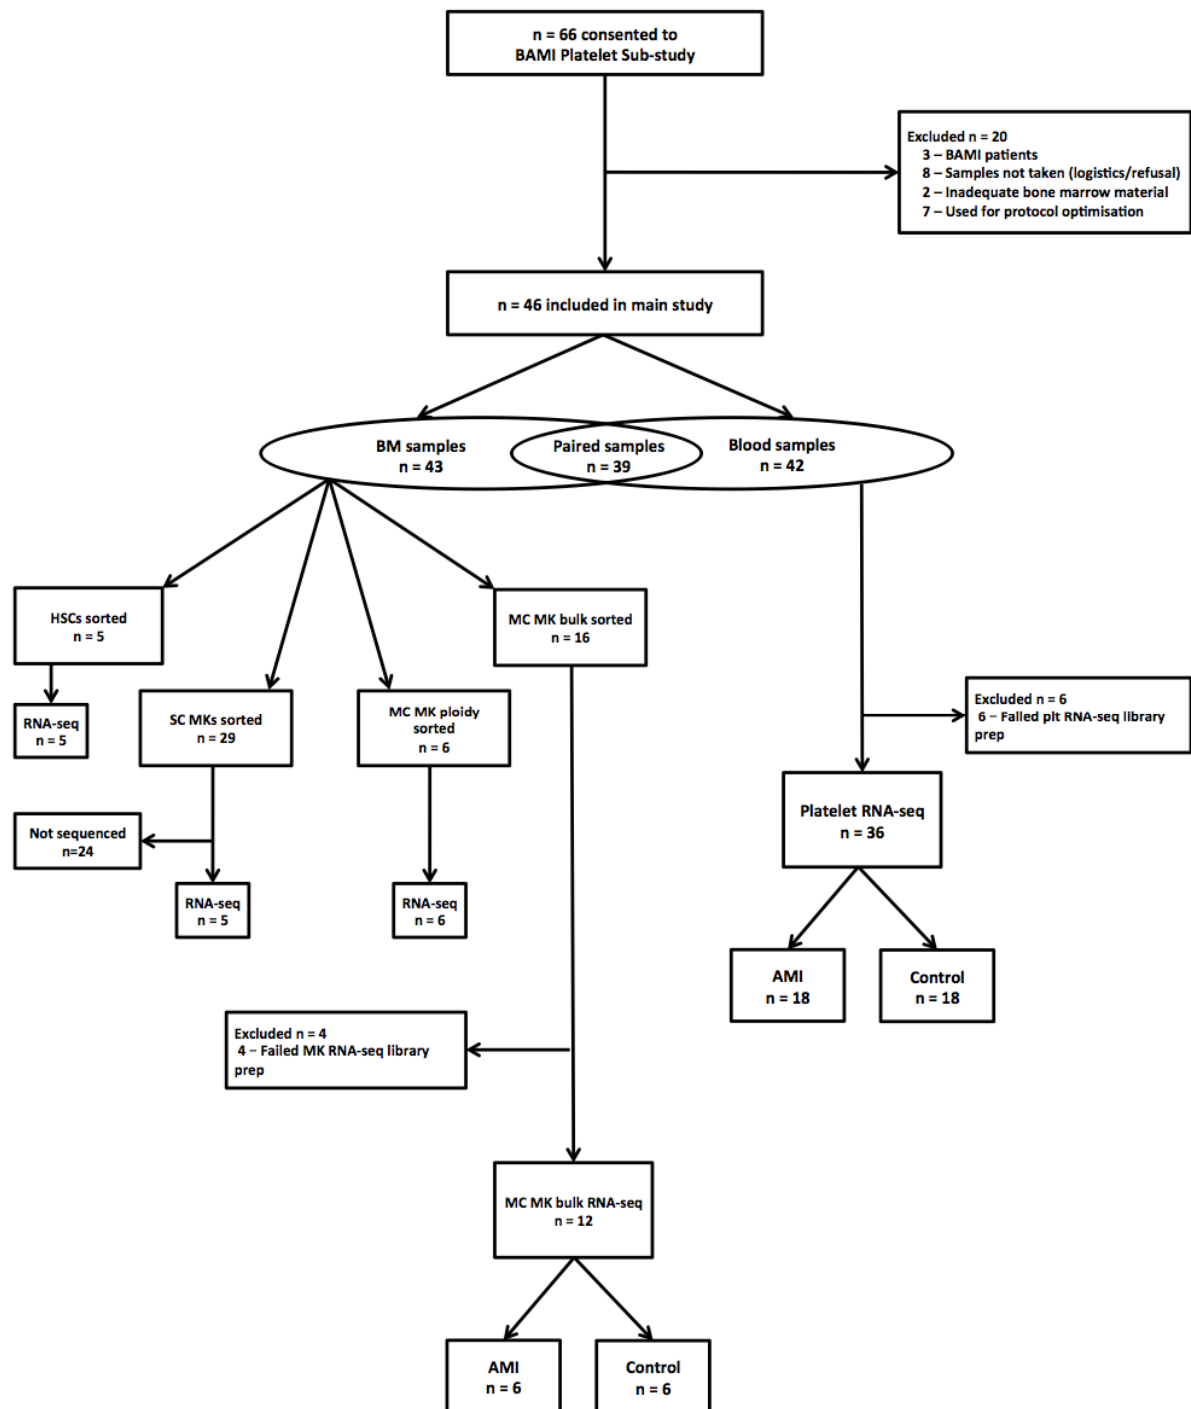 n = 66 consented to
BAMI Platelet Sub-study
Excluded n = 20
3 – BAMI patients
8 – Samples not taken (logistics/refusal)
2 – Inadequate bone marrow material
7 – Used for protocol optimisation
n = 46 included in main study
BM samples
n = 43
Paired samples
n = 39
Blood samples
n = 42
HSCs sorted
n = 5
MC MK bulk sorted
n = 16
RNA-seq
n = 5
SC MKs sorted
n = 29
MC MK ploidy
sorted
n = 6
Excluded n = 6
6 – Failed plt RNA-seq library
prep
Not sequenced
n=24
Platelet RNA-seq
n = 36
RNA-seq
n = 5
RNA-seq
n = 6
AMI
n = 18
Control
n = 18
Excluded n = 4
4 – Failed MK RNA-seq library
prep
MC MK bulk RNA-seq
n = 12
AMI
n = 6
Control
n = 6